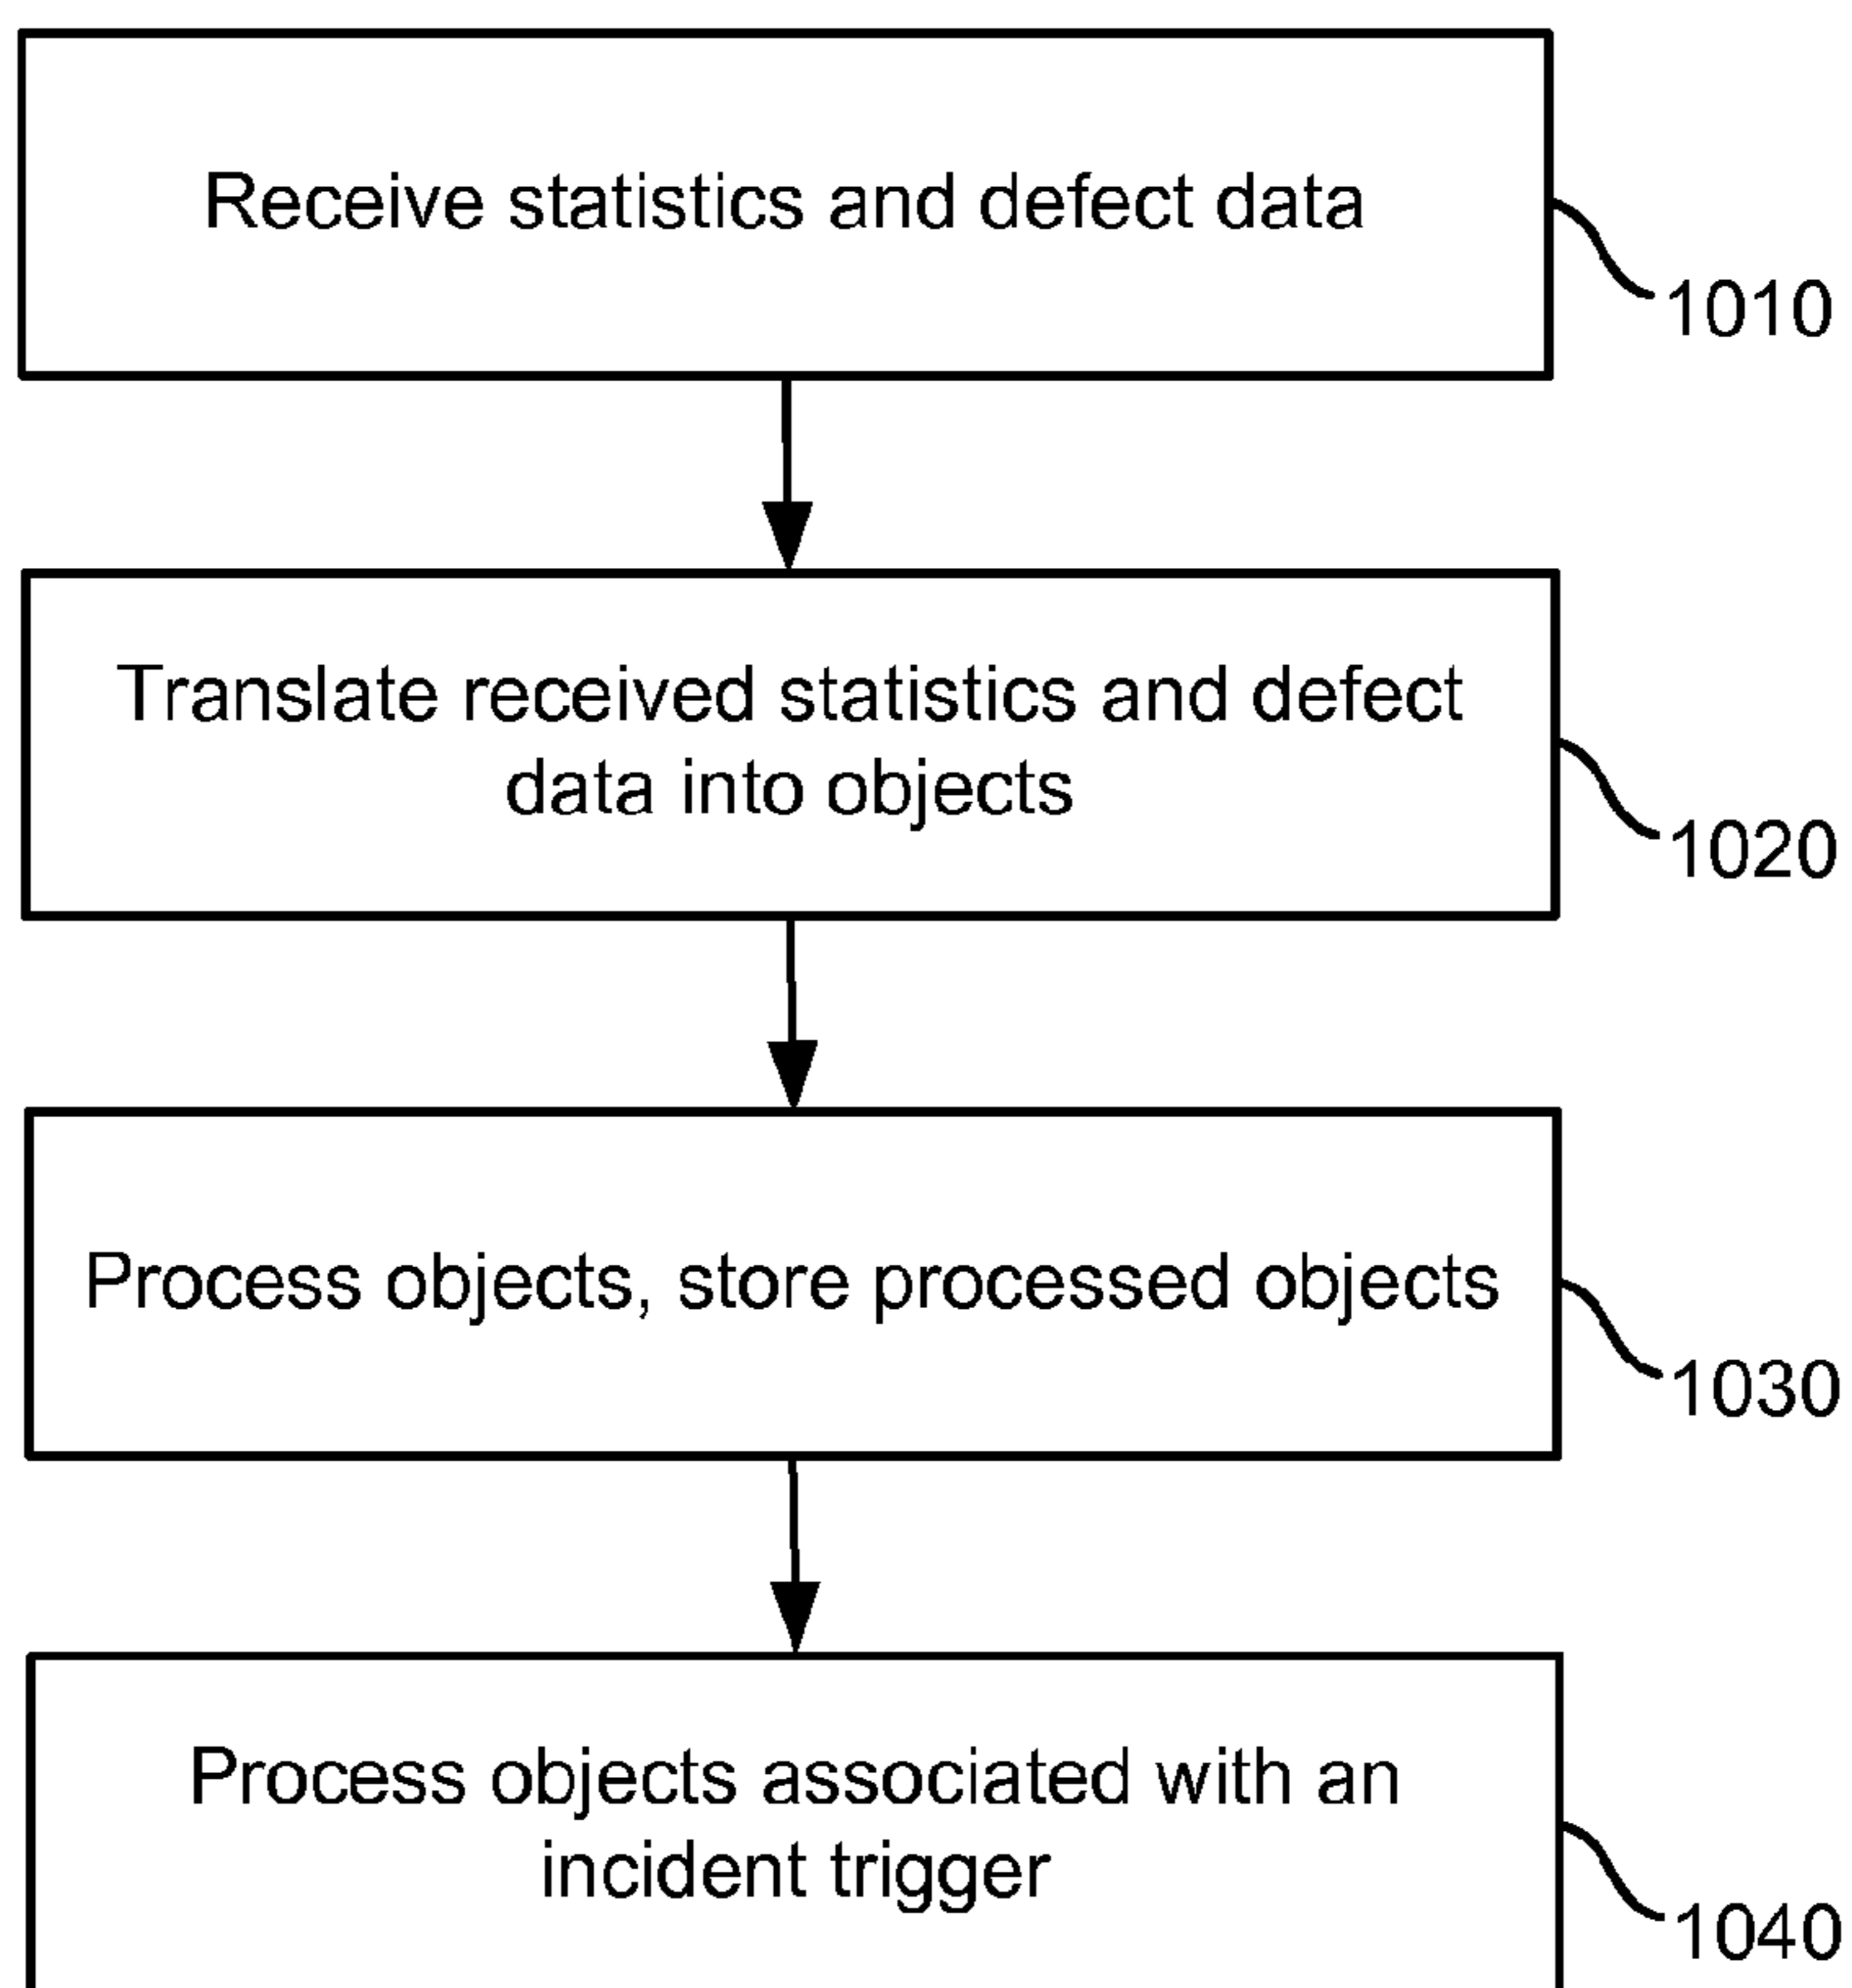 Receive statistics and defect data
1010
Translate received statistics and defect
data into objects
1020
Process objects, store processed objects
1030
Process objects associated with an
incident trigger
1040